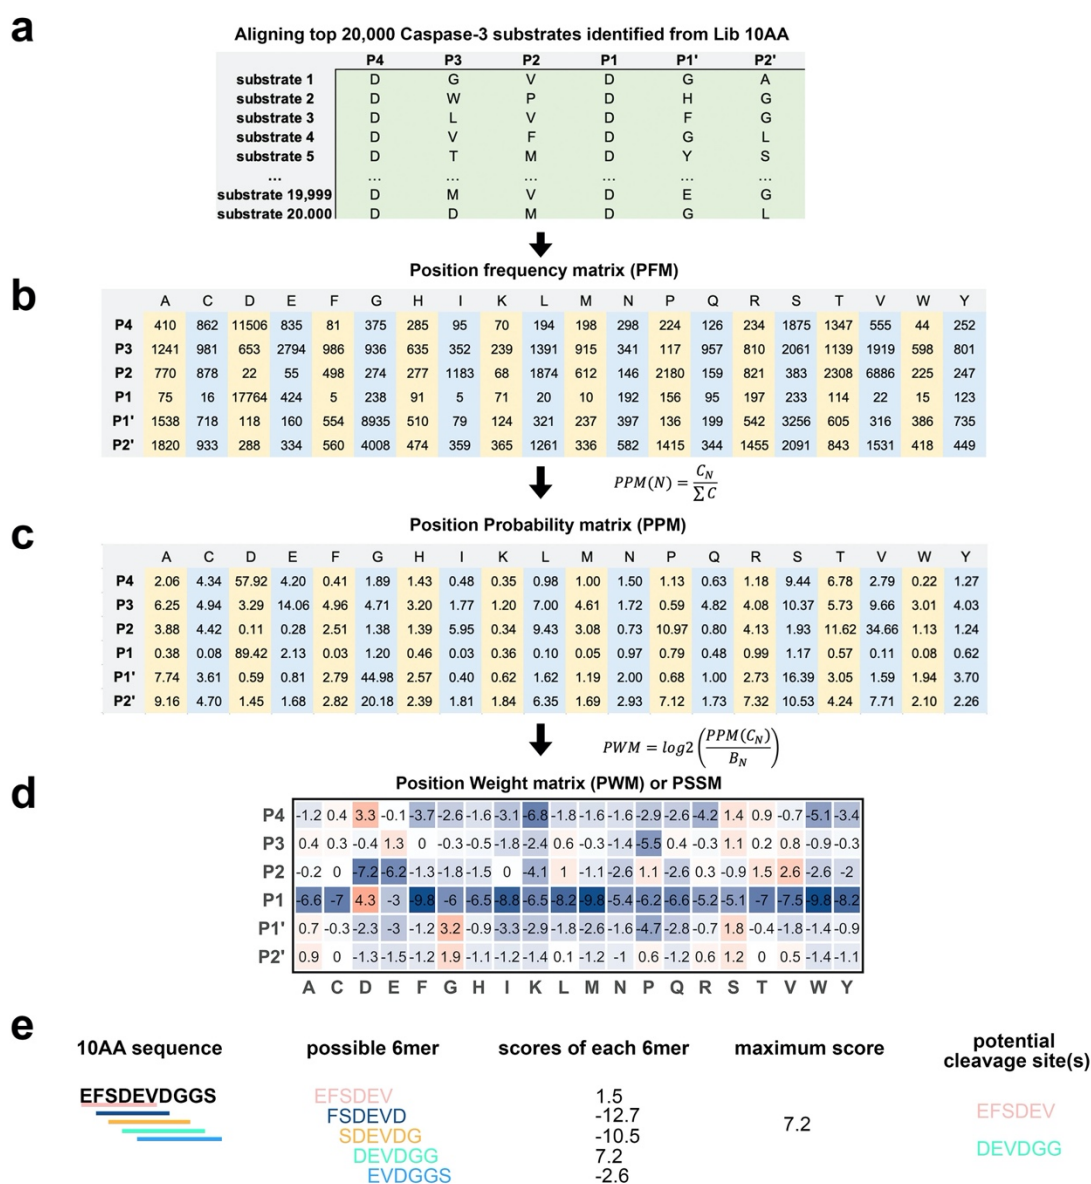 a
Aligning top 20,000 Caspase-3 substrates identified from Lib 10AA
P4 P3 P2 P1 P1' P2'
substrate 1 D G V D G A
substrate 2 D W P D H G
substrate 3 D L V D F G
substrate 4 D V F D G L
substrate 5 D T M D Y S
... ... ... ... ... ... ...
substrate 19,999 D M V D E G
substrate 20.000 D D M D G L
Position frequency matrix (PFM)
b
A C D E F G H I K L M N P Q R S T V W Y
P4 410 862 11506 835 81 375 285 95 70 194 198 298 224 126 234 1875 1347 555 44 252
P3 1241 981 653 2794 986 936 635 352 239 1391 915 341 117 957 810 2061 1139 1919 598 801
P2 770 878 22 55 498 274 277 1183 68 1874 612 146 2180 159 821 383 2308 6886 225 247
P1 75 16 17764 424 5 238 91 5 71 20 10 192 156 95 197 233 114 22 15 123
P1' 1538 718 118 160 554 8935 510 79 124 321 237 397 136 199 542 3256 605 316 386 735
P2' 1820 933 288 334 560 4008 474 359 365 1261 336 582 1415 344 1455 2091 843 1531 418 449
PPM(N) = C_N / ∑ C
c
Position Probability matrix (PPM)
A C D E F G H I K L M N P Q R S T V W Y
P4 2.06 4.34 57.92 4.20 0.41 1.89 1.43 0.48 0.35 0.98 1.00 1.50 1.13 0.63 1.18 9.44 6.78 2.79 0.22 1.27
P3 6.25 4.94 3.29 14.06 4.96 4.71 3.20 1.77 1.20 7.00 4.61 1.72 0.59 4.82 4.08 10.37 5.73 9.66 3.01 4.03
P2 3.88 4.42 0.11 0.28 2.51 1.38 1.39 5.95 0.34 9.43 3.08 0.73 10.97 0.80 4.13 1.93 11.62 34.66 1.13 1.24
P1 0.38 0.08 89.42 2.13 0.03 1.20 0.46 0.03 0.36 0.10 0.05 0.97 0.79 0.48 0.99 1.17 0.57 0.11 0.08 0.62
P1' 7.74 3.61 0.59 0.81 2.79 44.98 2.57 0.40 0.62 1.62 1.19 2.00 0.68 1.00 2.73 16.39 3.05 1.59 1.94 3.70
P2' 9.16 4.70 1.45 1.68 2.82 20.18 2.39 1.81 1.84 6.35 1.69 2.93 7.12 1.73 7.32 10.53 4.24 7.71 2.10 2.26
PWM = log2 (PPM(C_N) / B_N)
Position Weight matrix (PWM) or PSSM
d
P4 -1.2 0.4 3.3 -0.1 -3.7 -2.6 -1.6 -3.1 -6.8 -1.8 -1.6 -1.6 -2.9 -2.6 -4.2 1.4 0.9 -0.7 -5.1 -3.4
P3 0.4 0.3 -0.4 1.3 0 -0.3 -0.5 -1.8 -2.4 0.6 -0.3 -1.4 -5.5 0.4 -0.3 1.1 0.2 0.8 -0.9 -0.3
P2 -0.2 0 -7.2 -6.2 -1.2 -1.8 -1.5 0 -4.1 1 -1.1 -2.6 1.1 -2.6 0.3 -0.9 1.5 2.6 -2.6 -2
P1 -6.6 -7 4.3 -3 -9.8 -6 -6.5 -8.8 -6.5 -8.2 -9.8 -5.4 -6.2 -6.6 -5.2 -5.1 -7 -7.5 -9.8 -8.2
P1' 0.7 -0.3 -2.3 -3 -1.2 3.2 -0.9 -3.3 -2.9 -1.8 -2.6 -1.6 -4.7 -2.8 -0.7 1.8 -0.4 -1.8 -1.4 -0.9
P2' 0.9 0 -1.3 -1.5 -1.2 1.9 -1.1 -1.2 -1.4 0.1 -1.2 -1 0.6 -1.2 0.6 1.2 0 0.5 -1.4 -1.1
A C D E F G H I K L M N P Q R S T V W Y
e
10AA sequence possible 6mer scores of each 6mer maximum score potential
cleavage site(s)
EFSDEVDGGS
EFSDEV 1.5
FSDEVD -12.7
SDEVDG -10.5
DEVDGG 7.2
EVDGGS -2.6
7.2
EFSDEV
DEVDGG